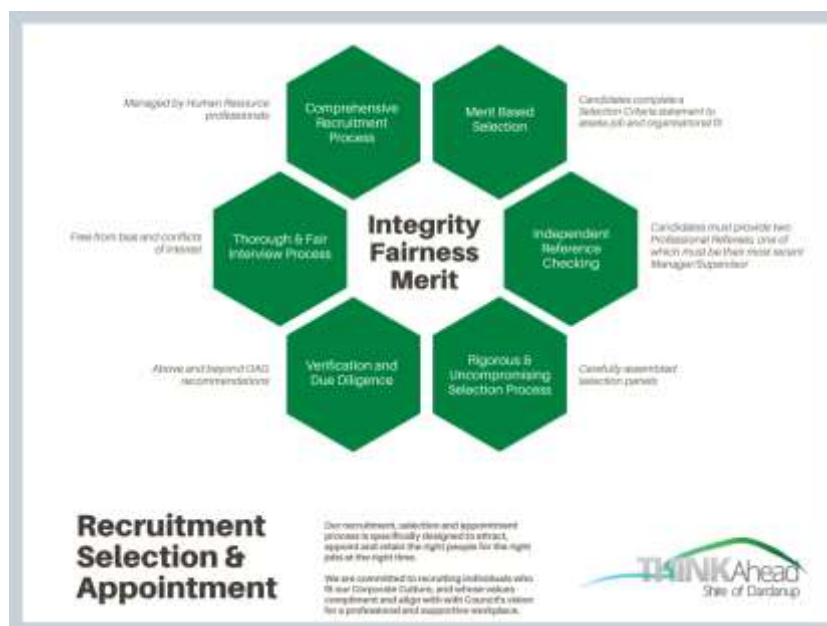 Managed by Human Resource
professionals
Comprehensive
Recruitment
Process
Merit Based
Selection
Candidates complete a
Selection Criteria statement to
assess job and organisational fit
Free from bias and conflicts
of interest
Thorough & Fair
Interview Process
Integrity
Fairness
Merit
Independent
Reference
Checking
Candidates must provide two
Professional Referees, one of
which must be their most recent
Manager/Supervisor
Above and beyond OAG
recommendations
Verification and
Due Diligence
Rigorous &
Uncompromising
Selection Process
Carefully assembled
selection panels
Recruitment
Selection &
Appointment
Our recruitment, selection and appointment
process is specifically designed to attract,
appoint and retain the right people for the right
jobs at the right time.
We are committed to recruiting individuals who
fit our Corporate Culture, and whose values
compliment and align with with Council's vision
for a professional and supportive workplace.
THINKAhead
Shire of Dardanup